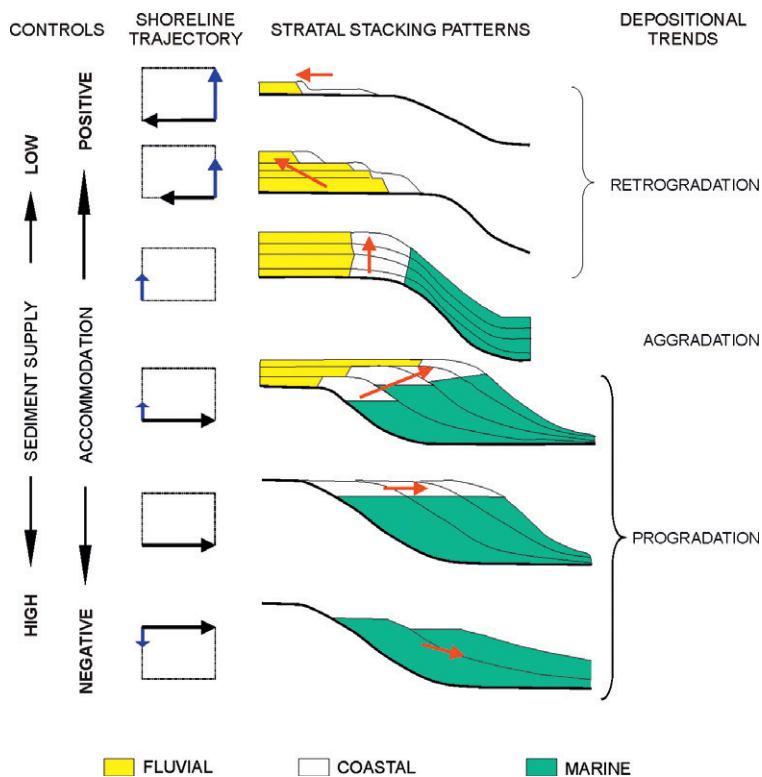 CONTROLS
SHORELINE
TRAJECTORY
STRATAL STACKING PATTERNS
DEPOSITIONAL
TRENDS
LOW
SEDIMENT SUPPLY
HIGH
POSITIVE
ACCOMMODATION
NEGATIVE
RETROGRADATION
AGGRADATION
PROGRADATION
FLUVIAL
COASTAL
MARINE